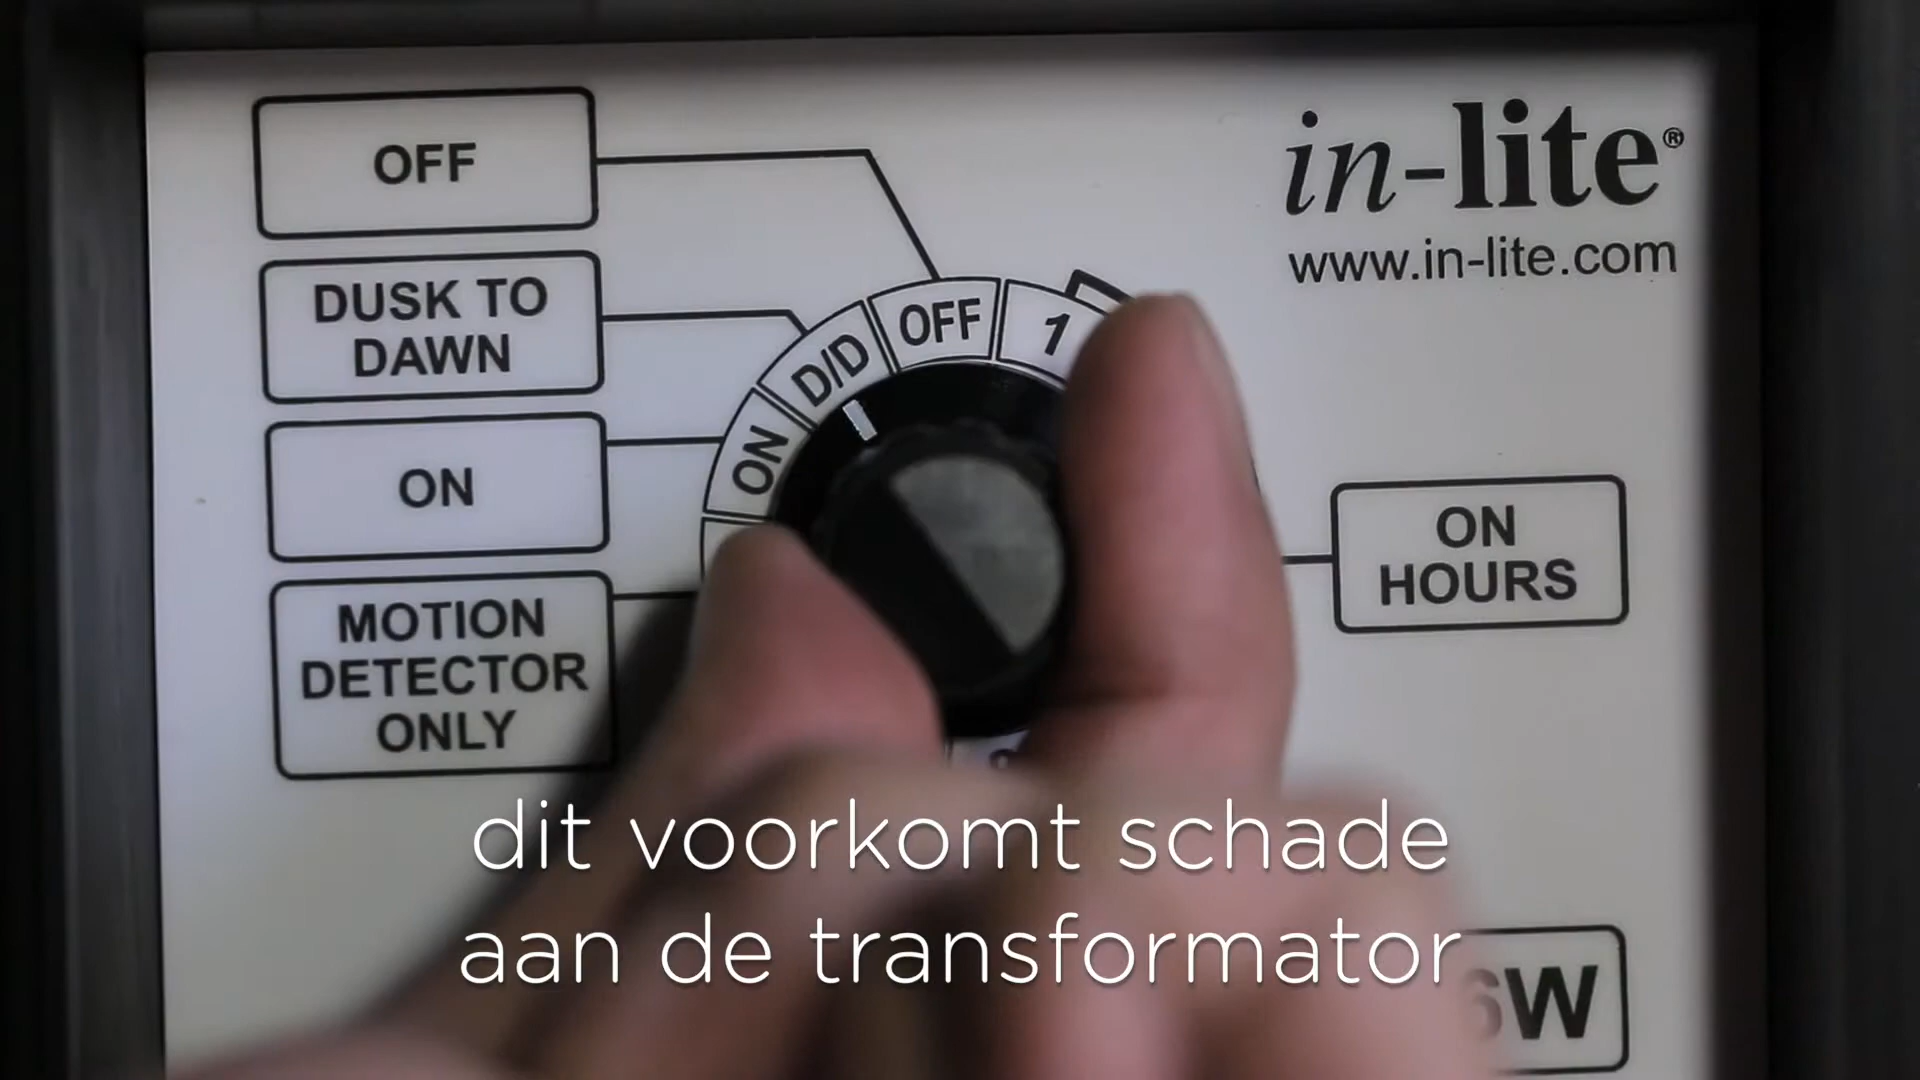 OFF
DUSK TO
DAWN
ON
MOTION
DETECTOR
ONLY
ON
D/D
OFF
1
in-lite®
www.in-lite.com
ON
HOURS
W
dit voorkomt schade
aan de transformator